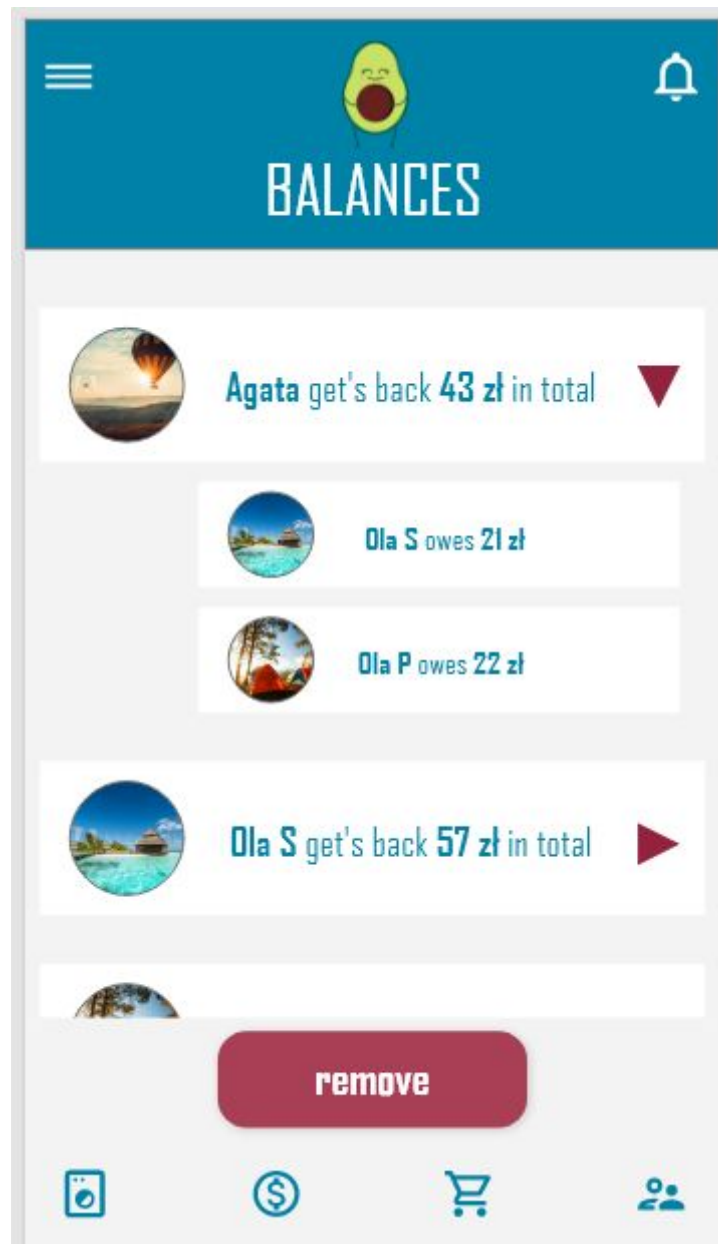 BALANCES
Agata get's back 43 zł in total
Ola S owes 21 zł
Ola P owes 22 zł
Ola S get's back 57 zł in total
remove